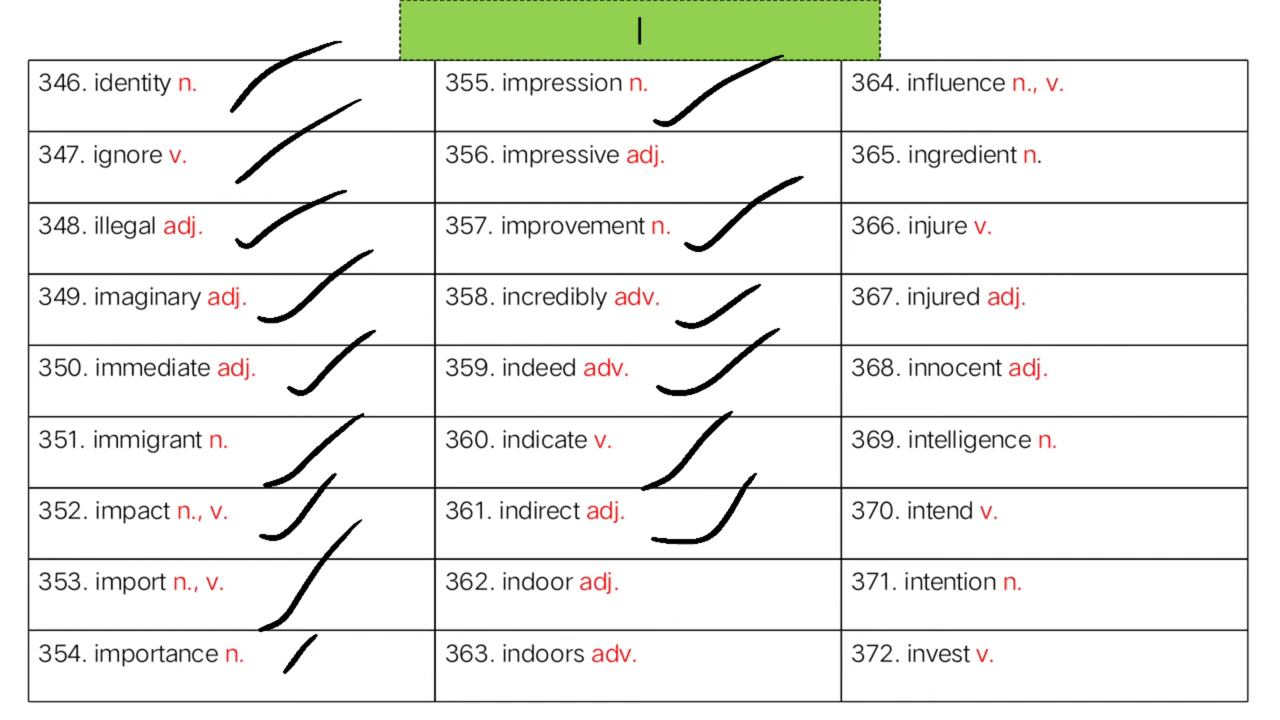 I
346. identity n.
347. ignore v.
348. illegal adj.
349. imaginary adj.
350. immediate adj.
351. immigrant n.
352. impact n., v.
353. import n., v.
354. importance n.
355. impression n.
356. impressive adj.
357. improvement n.
358. incredibly adv.
359. indeed adv.
360. indicate v.
361. indirect adj.
362. indoor adj.
363. indoors adv.
364. influence n., v.
365. ingredient n.
366. injure v.
367. injured adj.
368. innocent adj.
369. intelligence n.
370. intend v.
371. intention n.
372. invest v.